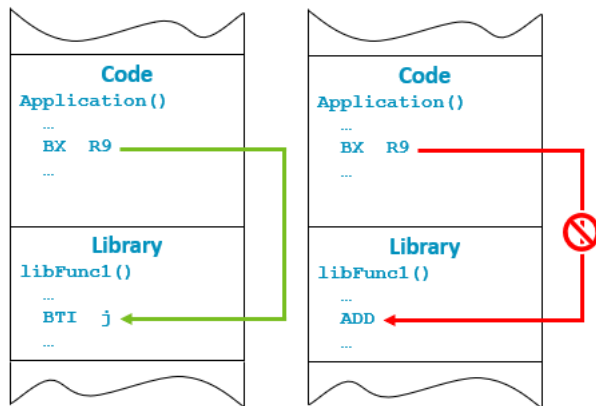 Code
Application()
…
BX R9
…
Library
libFunc1()
…
BTI j
…
Code
Application()
…
BX R9
…
Library
libFunc1()
…
ADD
…